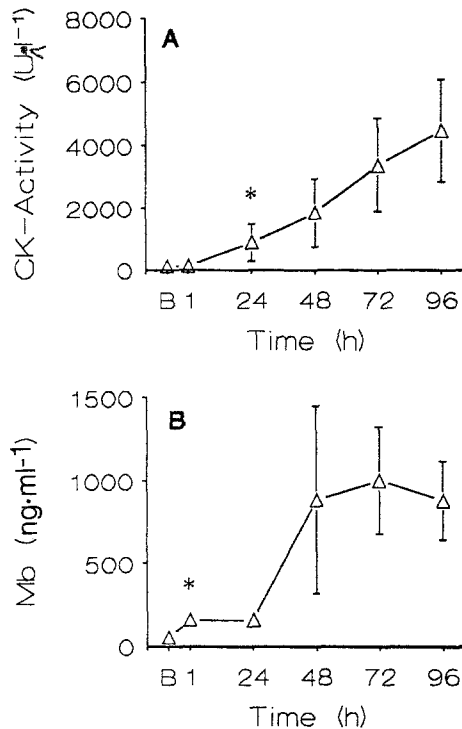 A
CK-Activity (U·l-1)
8000
6000
4000
2000
0
*
B 1 24 48 72 96
Time (h)
B
Mb (ng·ml-1)
1500
1000
500
0
*
B 1 24 48 72 96
Time (h)